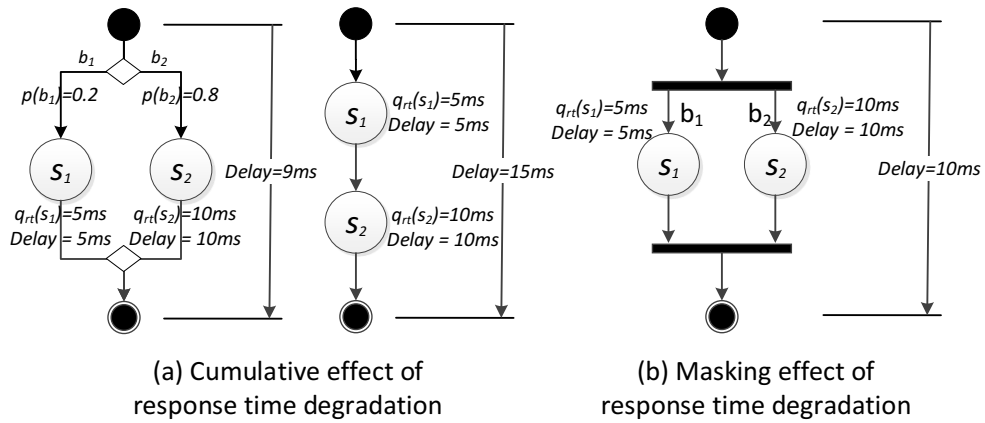 b1 b2
p(b1)=0.2 p(b2)=0.8
s1 s2
qrt(s1)=5ms qrt(s2)=10ms
Delay = 5ms Delay = 10ms
Delay=9ms
s1
qrt(s1)=5ms
Delay = 5ms
s2
qrt(s2)=10ms
Delay = 10ms
Delay=15ms
(a) Cumulative effect of
response time degradation
qrt(s1)=5ms
Delay = 5ms
b1 b2
qrt(s2)=10ms
Delay = 10ms
s1 s2
Delay=10ms
(b) Masking effect of
response time degradation